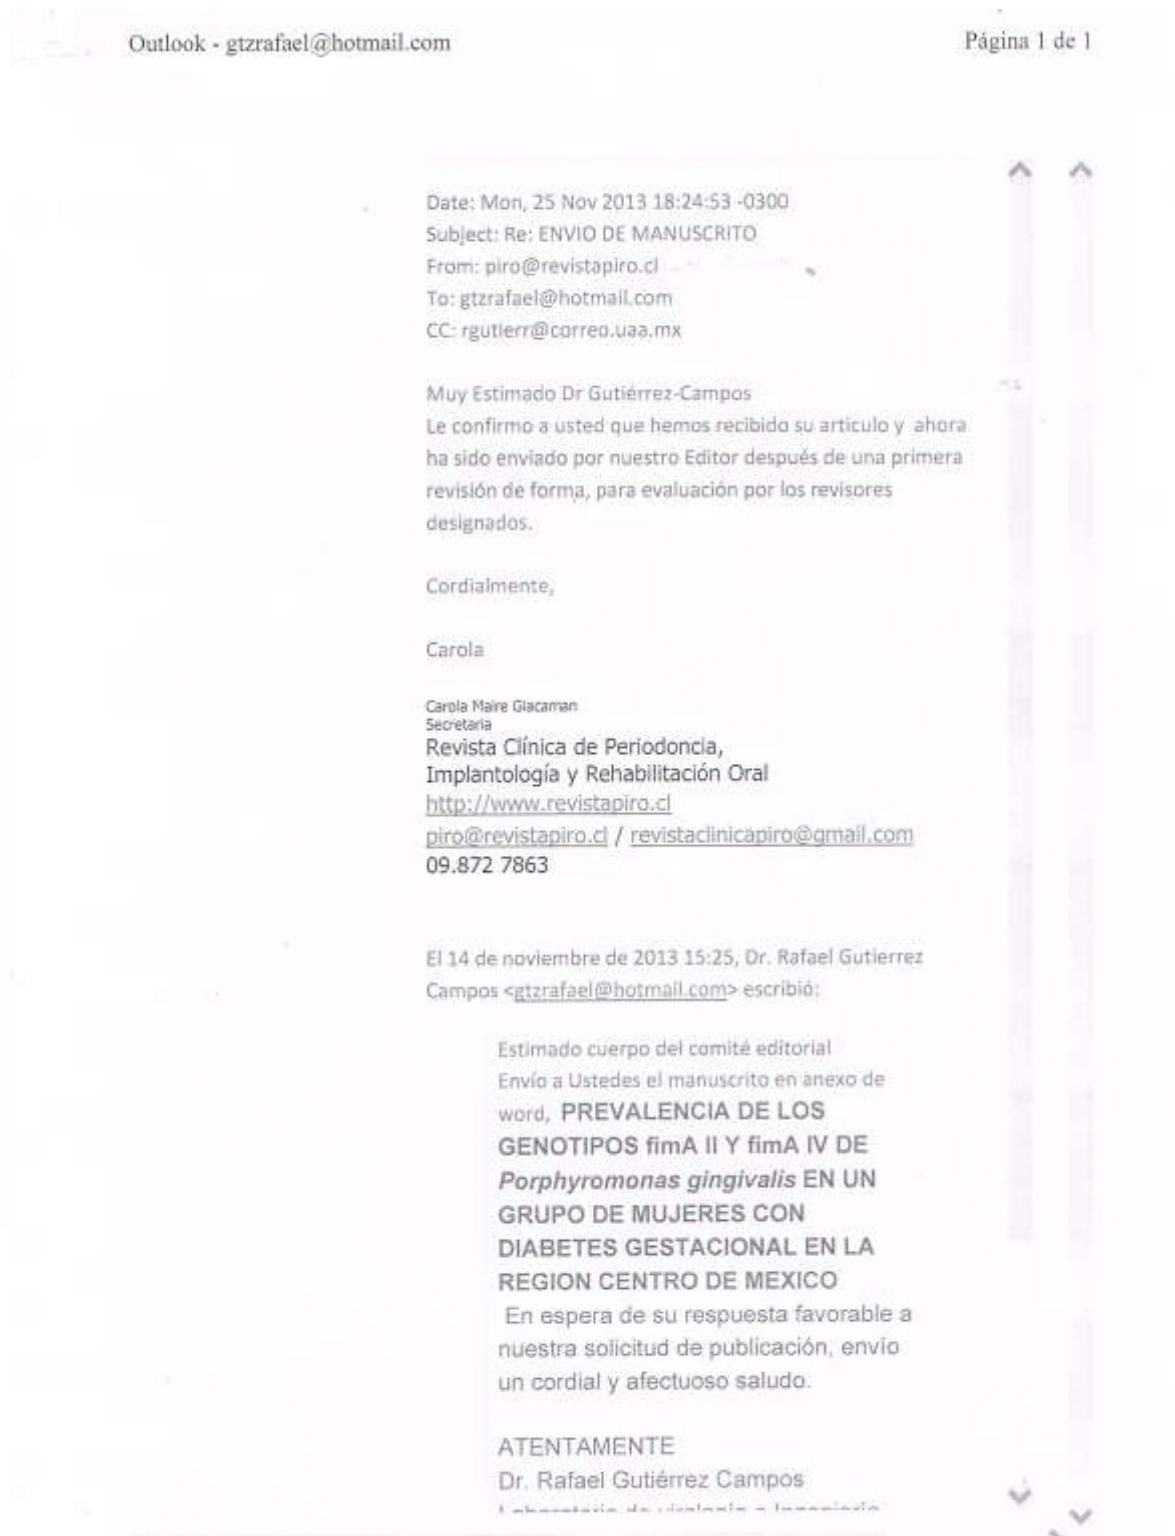 Outlook - gtzrafael@hotmail.com
Página 1 de 1
Date: Mon, 25 Nov 2013 18:24:53 -0300
Subject: Re: ENVIO DE MANUSCRITO
From: piro@revistapiro.cl
To: gtzrafael@hotmail.com
CC: rgutierr@correo.uaa.mx
Muy Estimado Dr Gutiérrez-Campos
Le confirmo a usted que hemos recibido su articulo y ahora
ha sido enviado por nuestro Editor después de una primera
revisión de forma, para evaluación por los revisores
designados.
Cordialmente,
Carola
Carola Maire Giacaman
Secretaria
Revista Clínica de Periodoncia,
Implantología y Rehabilitación Oral
http://www.revistapiro.cl
piro@revistapiro.cl / revistaclinicapiro@gmail.com
09.872 7863
El 14 de noviembre de 2013 15:25, Dr. Rafael Gutierrez
Campos <gtzrafael@hotmail.com> escribió:
Estimado cuerpo del comité editorial
Envío a Ustedes el manuscrito en anexo de
word, PREVALENCIA DE LOS
GENOTIPOS fimA II Y fimA IV DE
Porphyromonas gingivalis EN UN
GRUPO DE MUJERES CON
DIABETES GESTACIONAL EN LA
REGION CENTRO DE MEXICO
En espera de su respuesta favorable a
nuestra solicitud de publicación, envío
un cordial y afectuoso saludo.
ATENTAMENTE
Dr. Rafael Gutiérrez Campos
Laboratorio de virología e Ingeniería